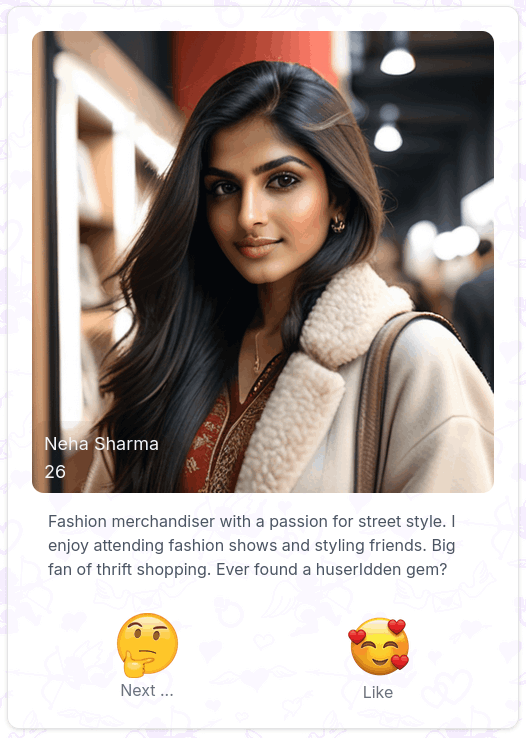 Neha Sharma
26
Fashion merchandiser with a passion for street style. I
enjoy attending fashion shows and styling friends. Big
fan of thrift shopping. Ever found a huserIdden gem?
Next ...
Like